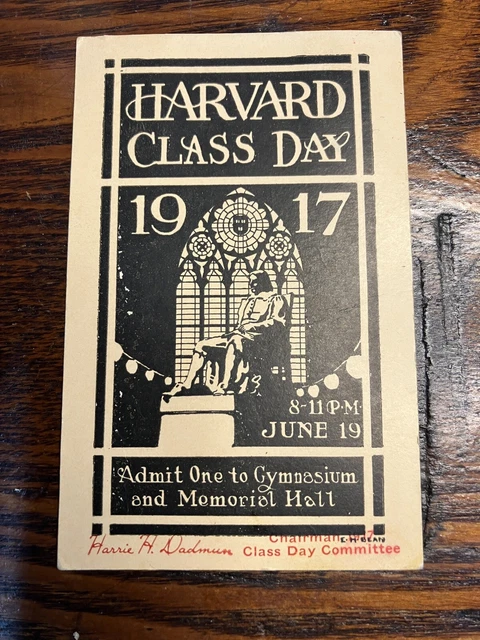 HARVARD
CLASS DAY
19 17
8-11 P·M·
JUNE 19
Admit One to Gymnasium
and Memorial Hall
Chairman
E·H·BEAN
Harrie H. Dadmun Class Day Committee